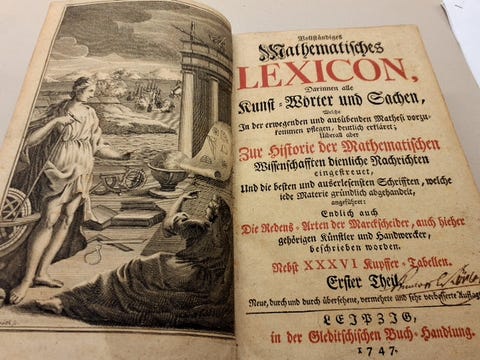 Vollständiges
Mathematisches
LEXICON,
Darinnen alle
Kunst-Wörter und Sachen,
Welche
In der erwegenden und ausübenden Mathesi vorzu-
kommen pflegen, deutlich erkläret;
Uberall aber
Zur Historie der Mathematischen
Wissenschafften dienliche Nachrichten
eingestreuet,
Und die besten und auserlesensten Schrifften, welche
jede Materie gründlich abgehandelt,
angeführet:
Endlich auch
Die Redens-Arten der Marckscheider, auch hieher
gehörigen Künstler und Handwercker,
beschrieben worden.
Nebst XXXVI Kupffer-Tabellen.
Erster Theil.
Neue, durch und durch übersehene, vermehrte und sehr verbesserte Auflage
LEIPZIG,
in der Gleditschischen Buch-Handlung.
1747.